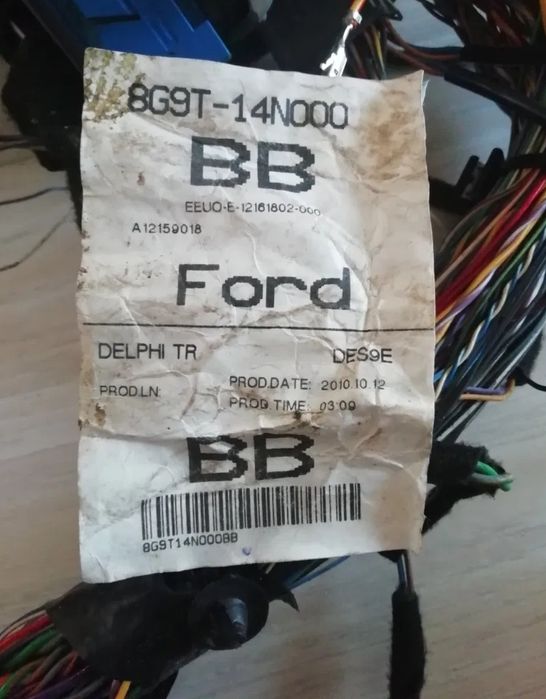 8G9T-14N000
BB
EEUO-E-12161802-000
A12159018
Ford
DELPHI TR DES9E
PROD.LN: PROD.DATE: 2010.10.12
PROD TIME: 03:09
BB
8G9T14N000BB